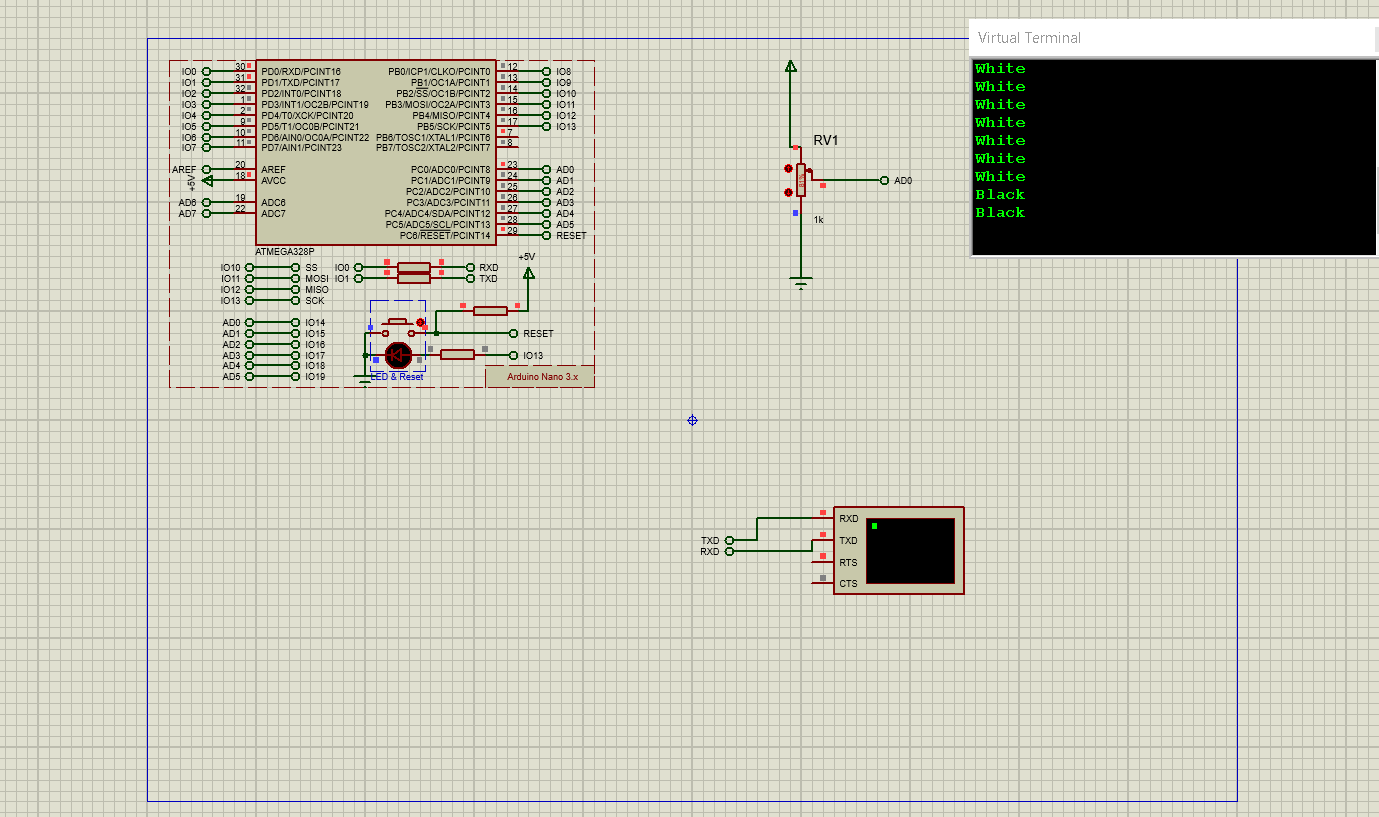 Virtual Terminal
White
White
White
White
White
White
White
Black
Black
IO0 30 PD0/RXD/PCINT16 PB0/ICP1/CLKO/PCINT0 12 IO8
IO1 31 PD1/TXD/PCINT17 PB1/OC1A/PCINT1 13 IO9
IO2 32 PD2/INT0/PCINT18 PB2/SS/OC1B/PCINT2 14 IO10
IO3 1 PD3/INT1/OC2B/PCINT19 PB3/MOSI/OC2A/PCINT3 15 IO11
IO4 2 PD4/T0/XCK/PCINT20 PB4/MISO/PCINT4 16 IO12
IO5 9 PD5/T1/OC0B/PCINT21 PB5/SCK/PCINT5 17 IO13
IO6 10 PD6/AIN0/OC0A/PCINT22 PB6/TOSC1/XTAL1/PCINT6 7
IO7 11 PD7/AIN1/PCINT23 PB7/TOSC2/XTAL2/PCINT7 8
AREF 20 AREF PC0/ADC0/PCINT8 23 AD0
+5V 18 AVCC PC1/ADC1/PCINT9 24 AD1
PC2/ADC2/PCINT10 25 AD2
AD6 19 ADC6 PC3/ADC3/PCINT11 26 AD3
AD7 22 ADC7 PC4/ADC4/SDA/PCINT12 27 AD4
PC5/ADC5/SCL/PCINT13 28 AD5
PC6/RESET/PCINT14 29 RESET
ATMEGA328P
IO10 SS IO0 RXD
IO11 MOSI IO1 TXD
IO12 MISO
IO13 SCK
+5V
AD0 IO14
AD1 IO15 RESET
AD2 IO16
AD3 IO17 IO13
AD4 IO18
AD5 IO19
LED & Reset
Arduino Nano 3.x
RV1
AD0
1k
TXD
RXD
RXD
TXD
RTS
CTS